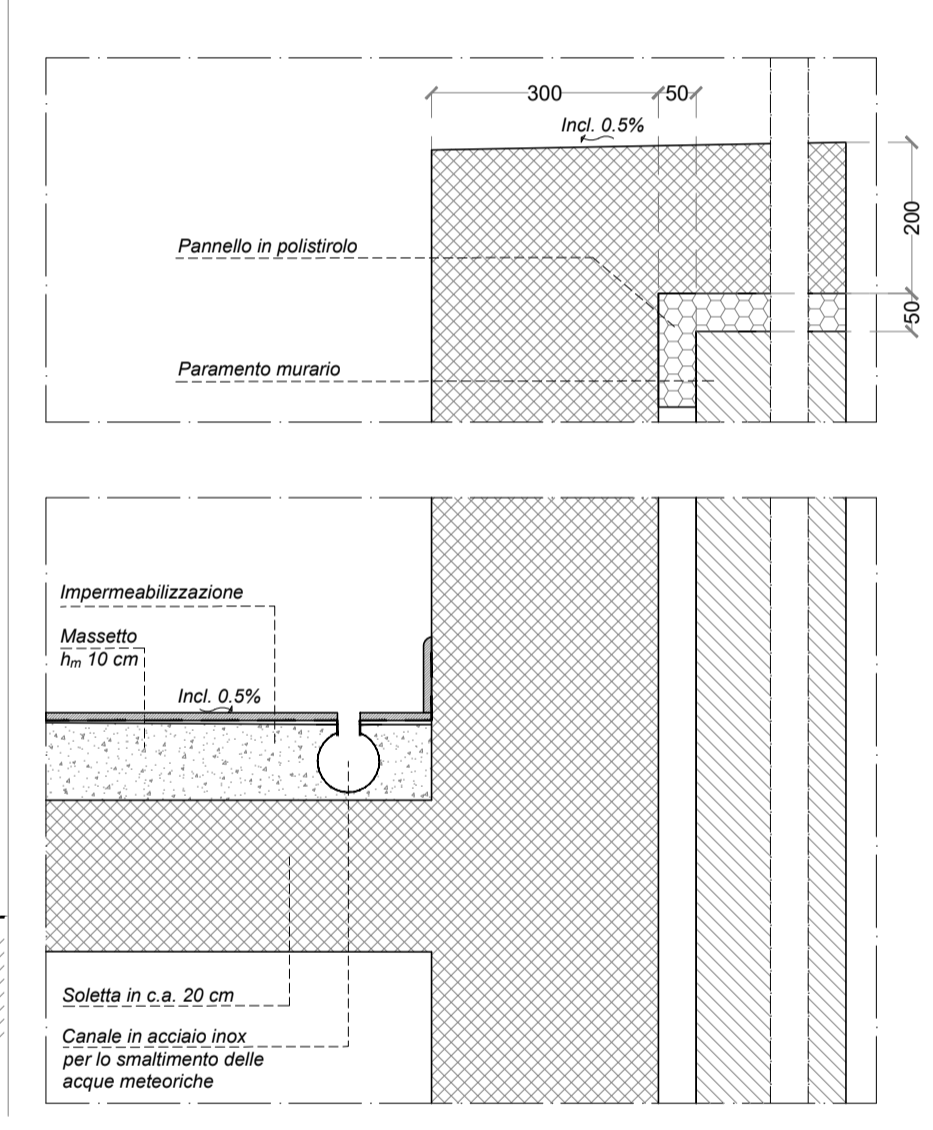 300
50
Incl. 0.5%
200
Pannello in polistirolo
50
Paramento murario
Impermeabilizzazione
Massetto
hm 10 cm
Incl. 0.5%
Soletta in c.a. 20 cm
Canale in acciaio inox
per lo smaltimento delle
acque meteoriche